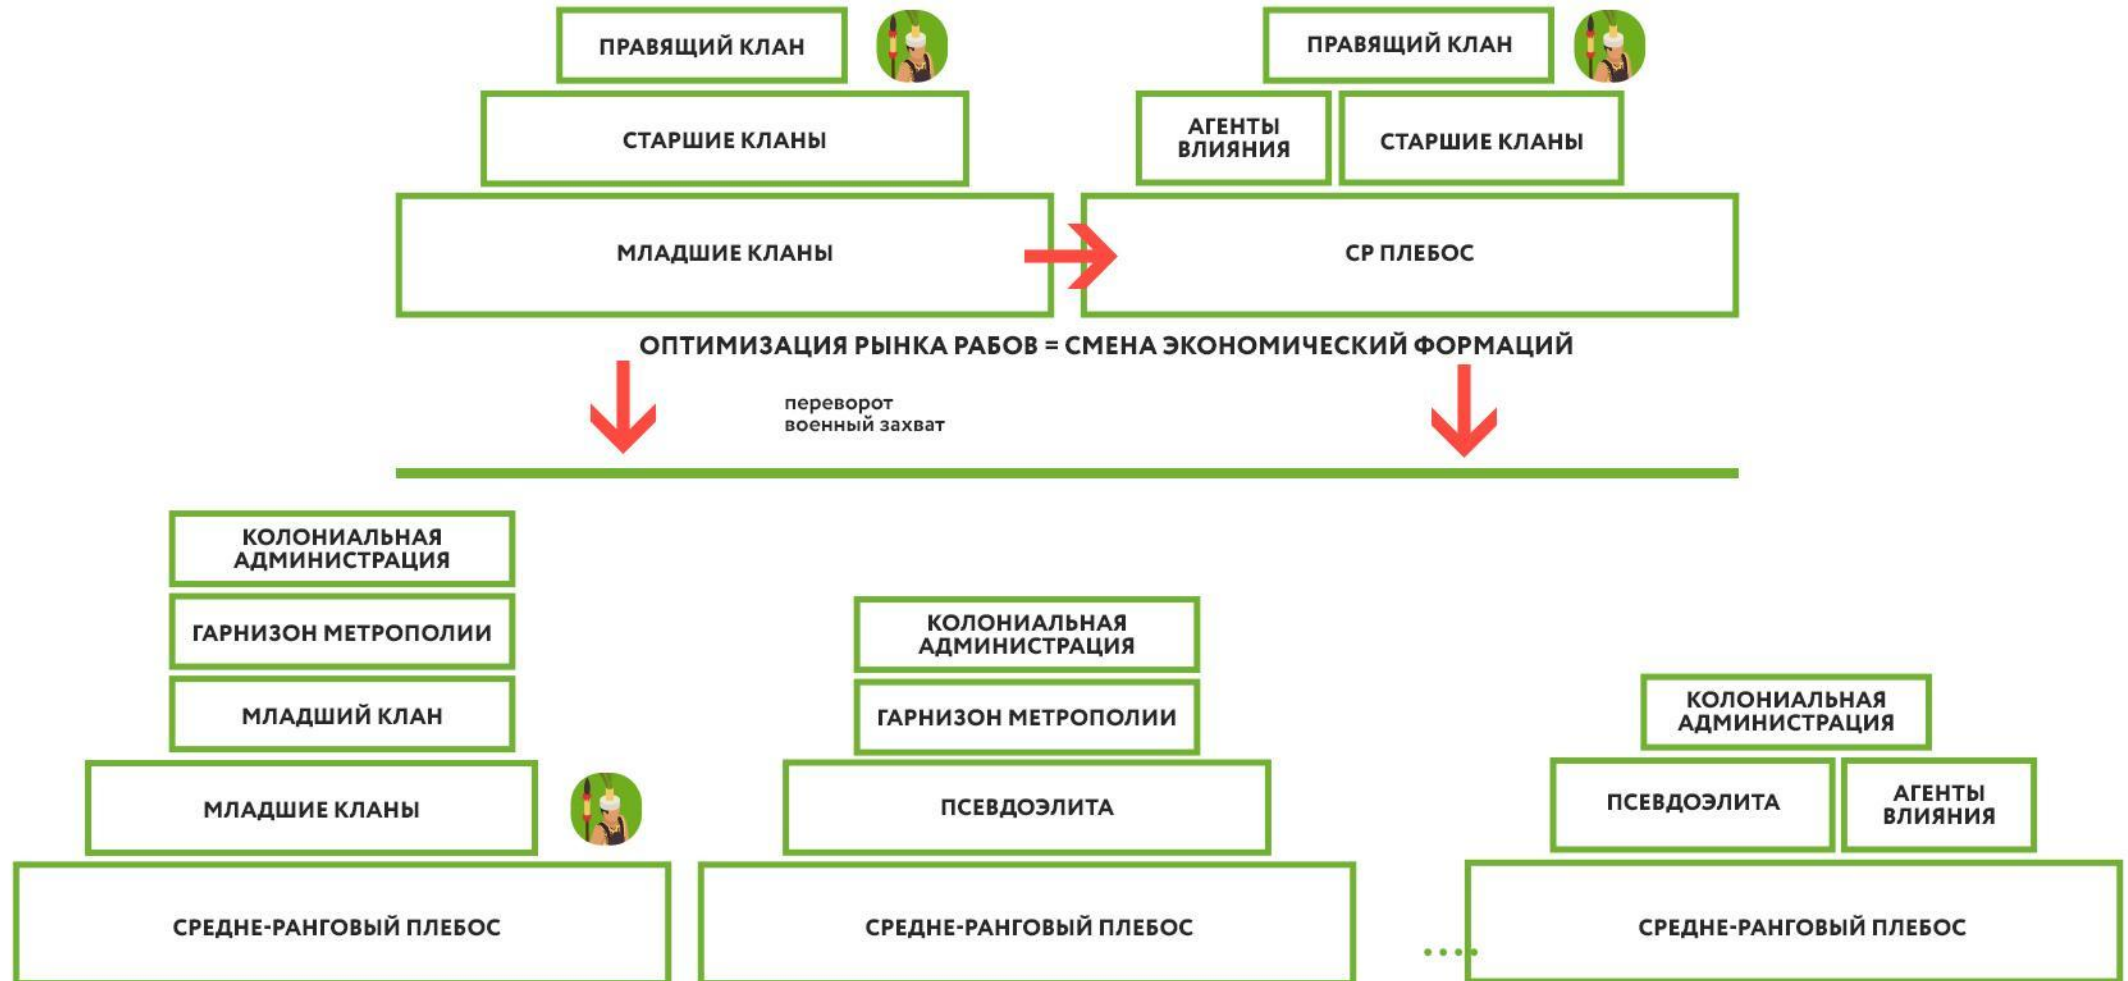 ПРАВЯЩИЙ КЛАН
СТАРШИЕ КЛАНЫ
МЛАДШИЕ КЛАНЫ
ПРАВЯЩИЙ КЛАН
АГЕНТЫ
ВЛИЯНИЯ
СТАРШИЕ КЛАНЫ
СР ПЛЕБОС
ОПТИМИЗАЦИЯ РЫНКА РАБОВ = СМЕНА ЭКОНОМИЧЕСКИЙ ФОРМАЦИЙ
переворот
военный захват
КОЛОНИАЛЬНАЯ
АДМИНИСТРАЦИЯ
ГАРНИЗОН МЕТРОПОЛИИ
МЛАДШИЙ КЛАН
МЛАДШИЕ КЛАНЫ
СРЕДНЕ-РАНГОВЫЙ ПЛЕБОС
КОЛОНИАЛЬНАЯ
АДМИНИСТРАЦИЯ
ГАРНИЗОН МЕТРОПОЛИИ
ПСЕВДОЭЛИТА
СРЕДНЕ-РАНГОВЫЙ ПЛЕБОС
КОЛОНИАЛЬНАЯ
АДМИНИСТРАЦИЯ
ПСЕВДОЭЛИТА
АГЕНТЫ
ВЛИЯНИЯ
СРЕДНЕ-РАНГОВЫЙ ПЛЕБОС